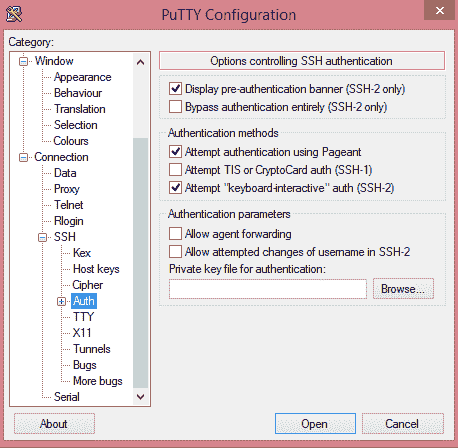 PuTTY Configuration
Category:
Window
Appearance
Behaviour
Translation
Selection
Colours
Connection
Data
Proxy
Telnet
Rlogin
SSH
Kex
Host keys
Cipher
Auth
TTY
X11
Tunnels
Bugs
More bugs
Serial
Options controlling SSH authentication
Display pre-authentication banner (SSH-2 only)
Bypass authentication entirely (SSH-2 only)
Authentication methods
Attempt authentication using Pageant
Attempt TIS or CryptoCard auth (SSH-1)
Attempt "keyboard-interactive" auth (SSH-2)
Authentication parameters
Allow agent forwarding
Allow attempted changes of username in SSH-2
Private key file for authentication:
Browse...
About
Open
Cancel